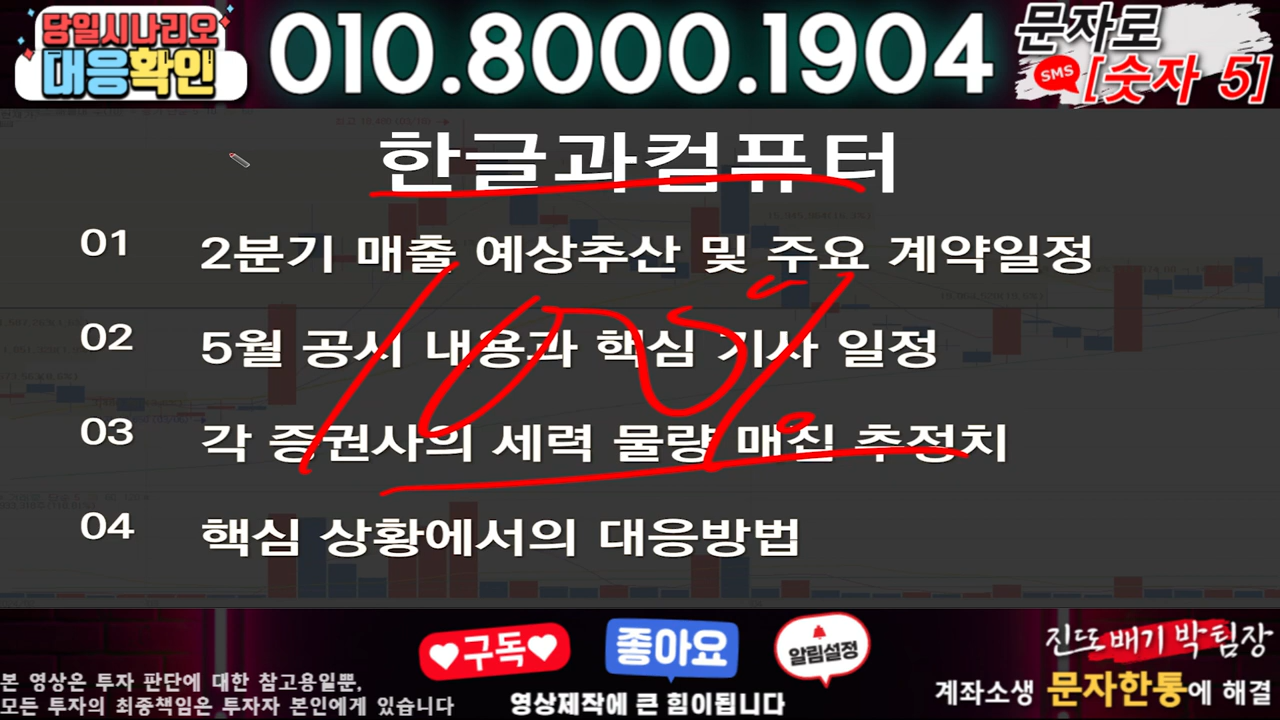 당일시나리오
대응확인
010.8000.1904
문자로
SMS
[숫자 5]
한글과컴퓨터
01 2분기 매출 예상추산 및 주요 계약일정
02 5월 공시 내용과 핵심 기사 일정
03 각 증권사의 세력 물량 매집 추정치
04 핵심 상황에서의 대응방법
100%
구독
좋아요
알림설정
진또배기 박팀장
본 영상은 투자 판단에 대한 참고용일뿐,
모든 투자의 최종책임은 투자자 본인에게 있습니다
영상제작에 큰 힘이됩니다
계좌소생 문자한통에 해결